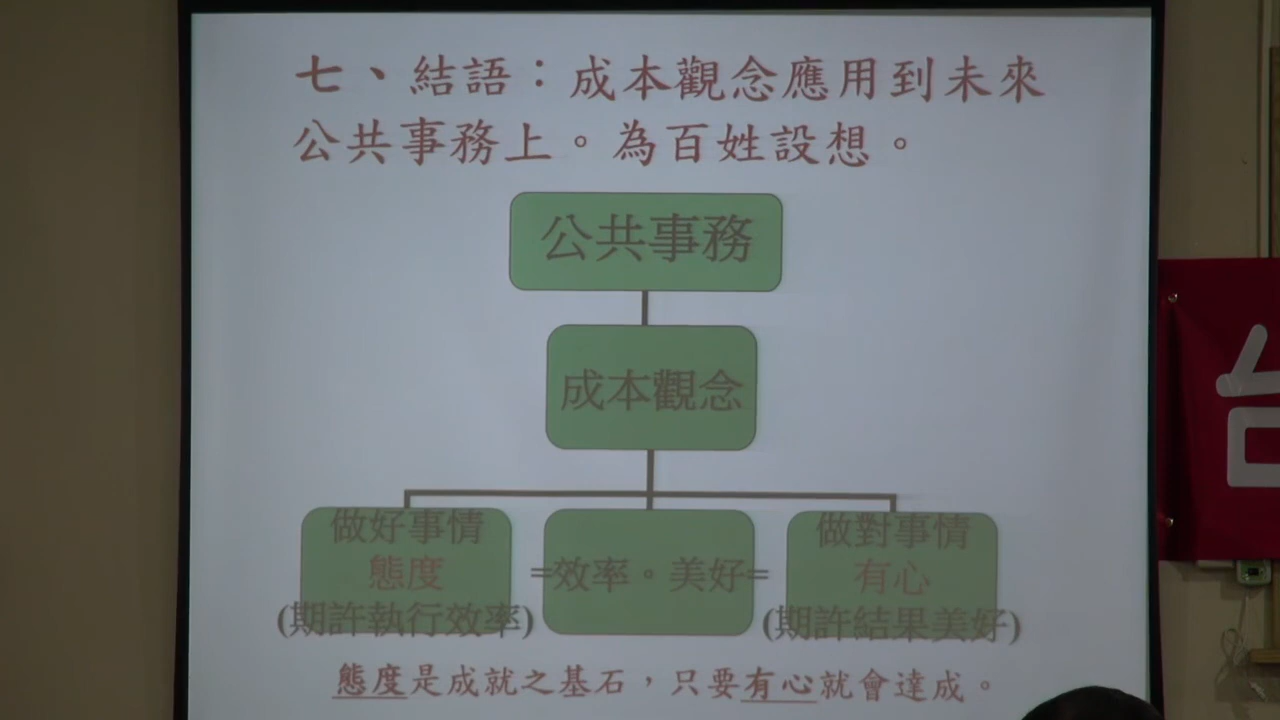 七、結語：成本觀念應用到未來
公共事務上。為百姓設想。
公共事務
成本觀念
做好事情
態度
(期許執行效率)
=效率。美好=
做對事情
有心
(期許結果美好)
態度是成就之基石，只要有心就會達成。
台